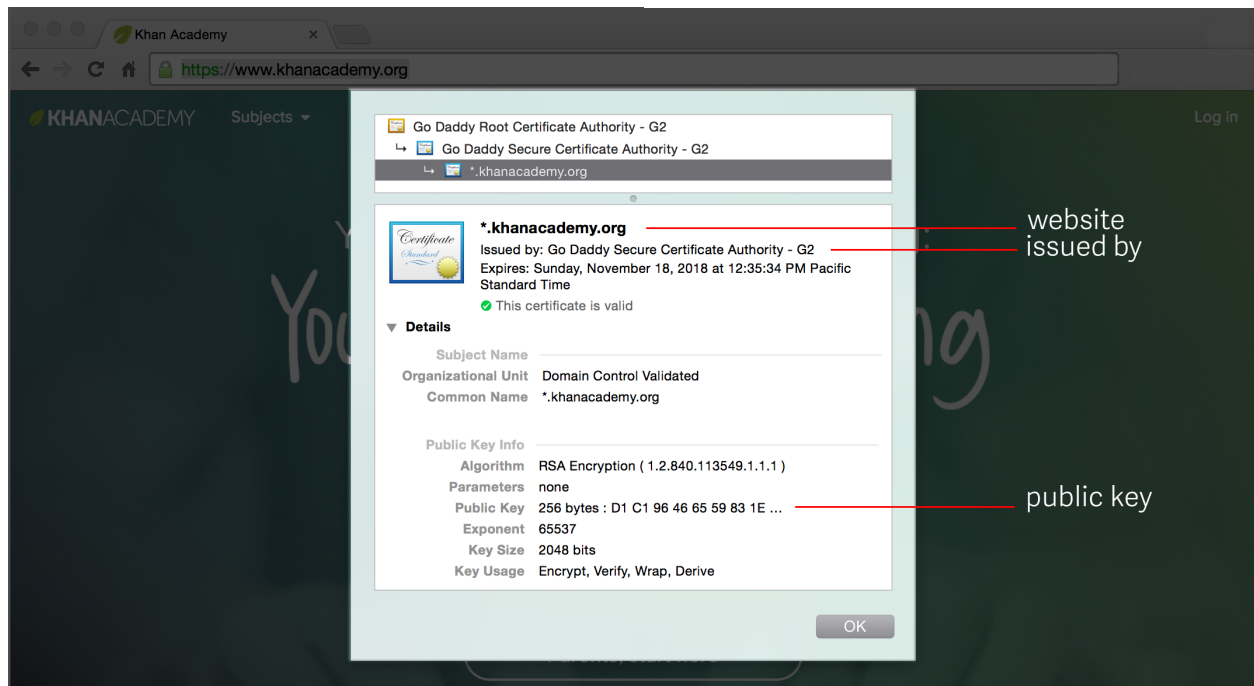 Khan Academy
https://www.khanacademy.org
KHANACADEMY
Subjects
Log in
Go Daddy Root Certificate Authority - G2
Go Daddy Secure Certificate Authority - G2
*.khanacademy.org
Certificate
Standard
*.khanacademy.org
website
Issued by: Go Daddy Secure Certificate Authority - G2
issued by
Expires: Sunday, November 18, 2018 at 12:35:34 PM Pacific
Standard Time
This certificate is valid
Details
Subject Name
Organizational Unit Domain Control Validated
Common Name *.khanacademy.org
Public Key Info
Algorithm RSA Encryption ( 1.2.840.113549.1.1.1 )
Parameters none
Public Key 256 bytes : D1 C1 96 46 65 59 83 1E ...
public key
Exponent 65537
Key Size 2048 bits
Key Usage Encrypt, Verify, Wrap, Derive
OK